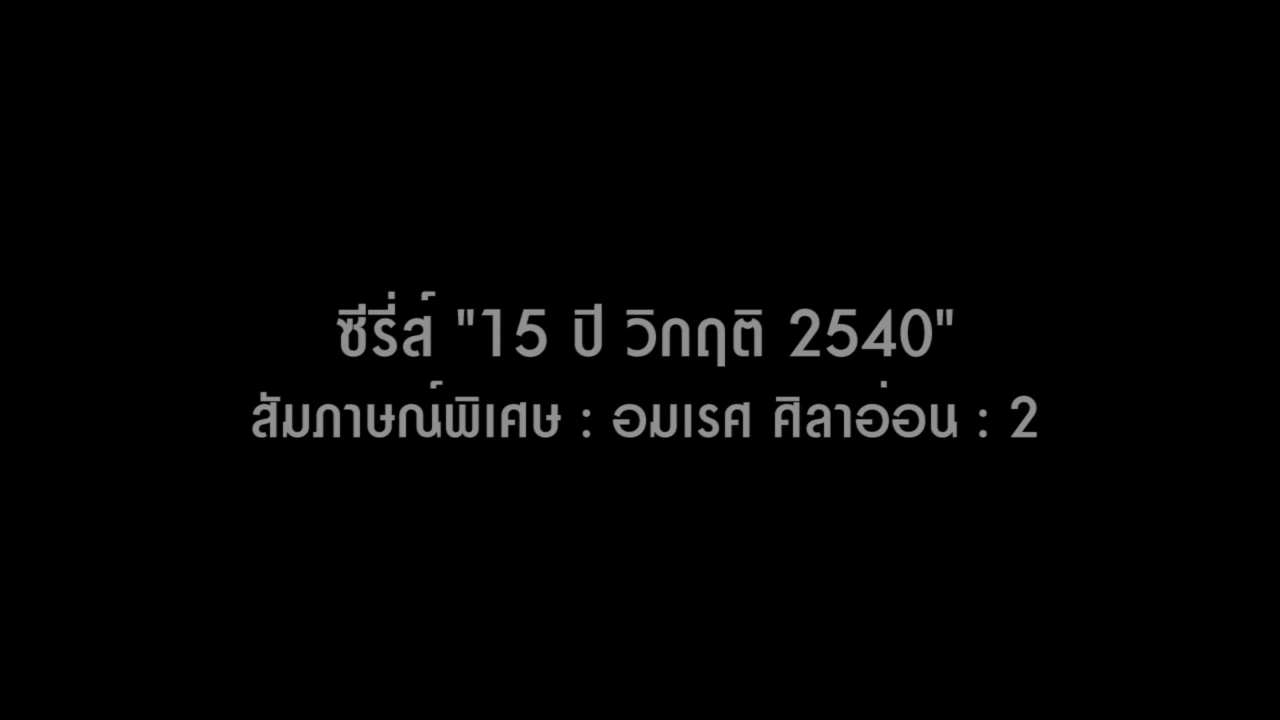 ซีรี่ส์ "15 ปี วิกฤติ 2540"
สัมภาษณ์พิเศษ : อมเรศ ศิลาอ่อน : 2